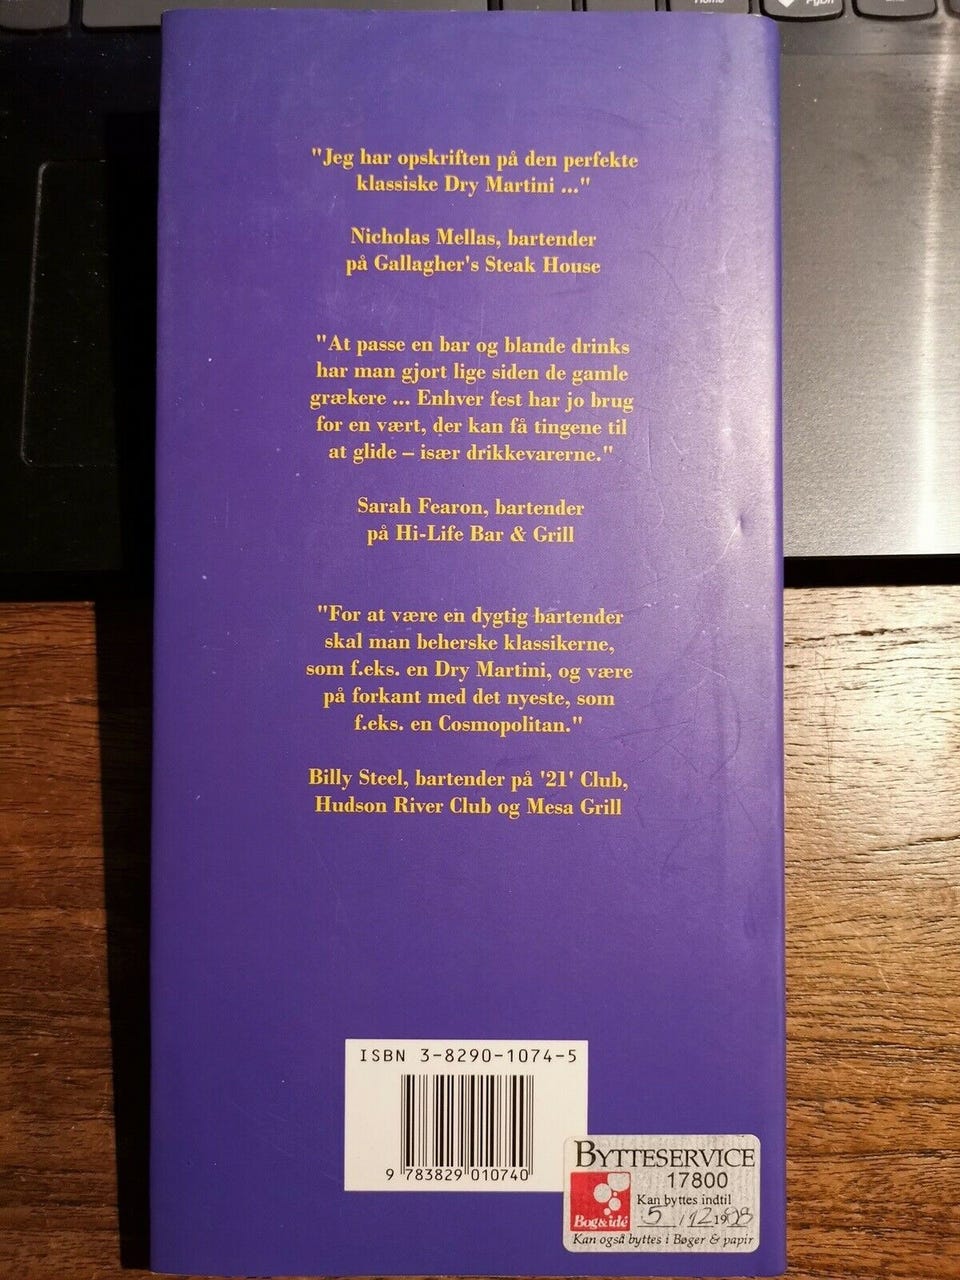 Home
PgDn
"Jeg har opskriften på den perfekte
klassiske Dry Martini ..."
Nicholas Mellas, bartender
på Gallagher's Steak House
"At passe en bar og blande drinks
har man gjort lige siden de gamle
grækere ... Enhver fest har jo brug
for en vært, der kan få tingene til
at glide – især drikkevarerne."
Sarah Fearon, bartender
på Hi-Life Bar & Grill
"For at være en dygtig bartender
skal man beherske klassikerne,
som f.eks. en Dry Martini, og være
på forkant med det nyeste, som
f.eks. en Cosmopolitan."
Billy Steel, bartender på '21' Club,
Hudson River Club og Mesa Grill
ISBN 3-8290-1074-5
9 783829 010740
BYTTESERVICE
17800
Kan byttes indtil
5 /12 19
Bog&idé
Kan også byttes i Bøger & papir